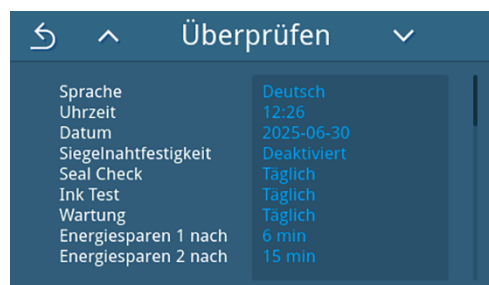 Überprüfen
Sprache Deutsch
Uhrzeit 12:26
Datum 2025-06-30
Siegelnahtfestigkeit Deaktiviert
Seal Check Täglich
Ink Test Täglich
Wartung Täglich
Energiesparen 1 nach 6 min
Energiesparen 2 nach 15 min